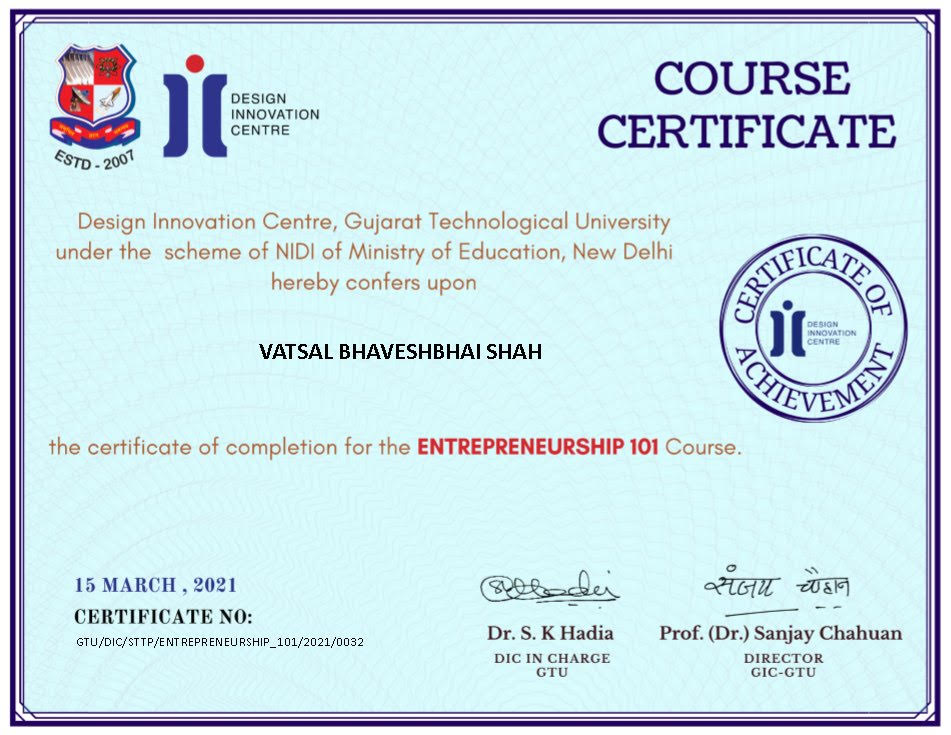 ESTD - 2007
DESIGN
INNOVATION
CENTRE
COURSE
CERTIFICATE
Design Innovation Centre, Gujarat Technological University
under the scheme of NIDI of Ministry of Education, New Delhi
hereby confers upon
CERTIFICATE OF
DESIGN
INNOVATION
CENTRE
ACHIEVEMENT
VATSAL BHAVESHBHAI SHAH
the certificate of completion for the ENTREPRENEURSHIP 101 Course.
15 MARCH , 2021
CERTIFICATE NO:
GTU/DIC/STTP/ENTREPRENEURSHIP_101/2021/0032
Dr. S. K Hadia
DIC IN CHARGE
GTU
संजय चौहान
Prof. (Dr.) Sanjay Chahuan
DIRECTOR
GIC-GTU